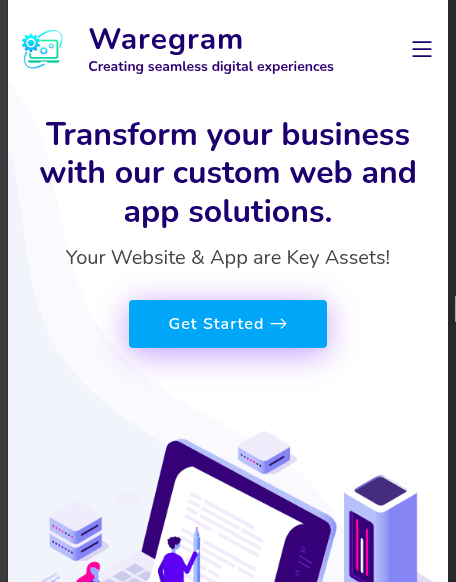 Waregram
Creating seamless digital experiences
Transform your business
with our custom web and
app solutions.
Your Website & App are Key Assets!
Get Started →